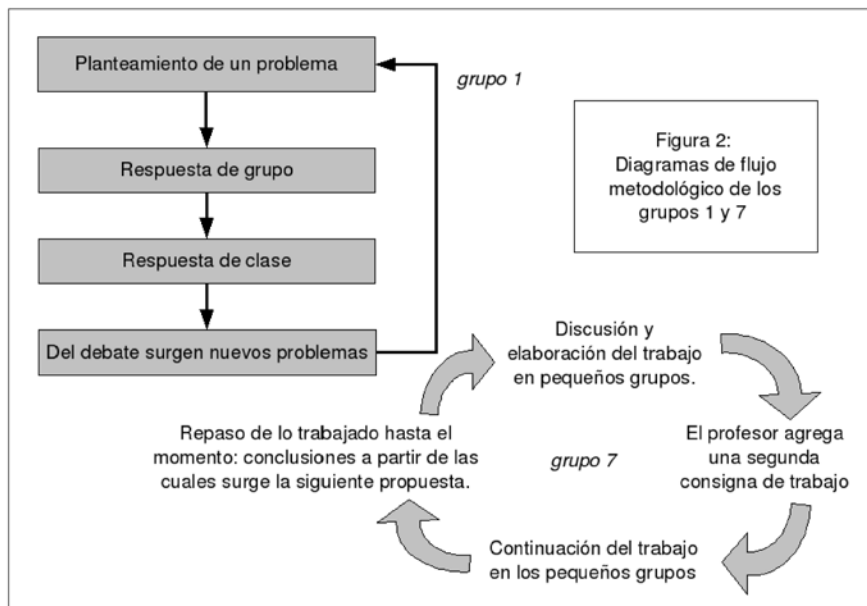 Planteamiento de un problema
grupo 1
Respuesta de grupo
Respuesta de clase
Del debate surgen nuevos problemas
Figura 2:
Diagramas de flujo
metodológico de los
grupos 1 y 7
Discusión y
elaboración del trabajo
en pequeños grupos.
El profesor agrega
una segunda
consigna de trabajo
Continuación del trabajo
en los pequeños grupos
Repaso de lo trabajado hasta el
momento: conclusiones a partir de las
cuales surge la siguiente propuesta.
grupo 7